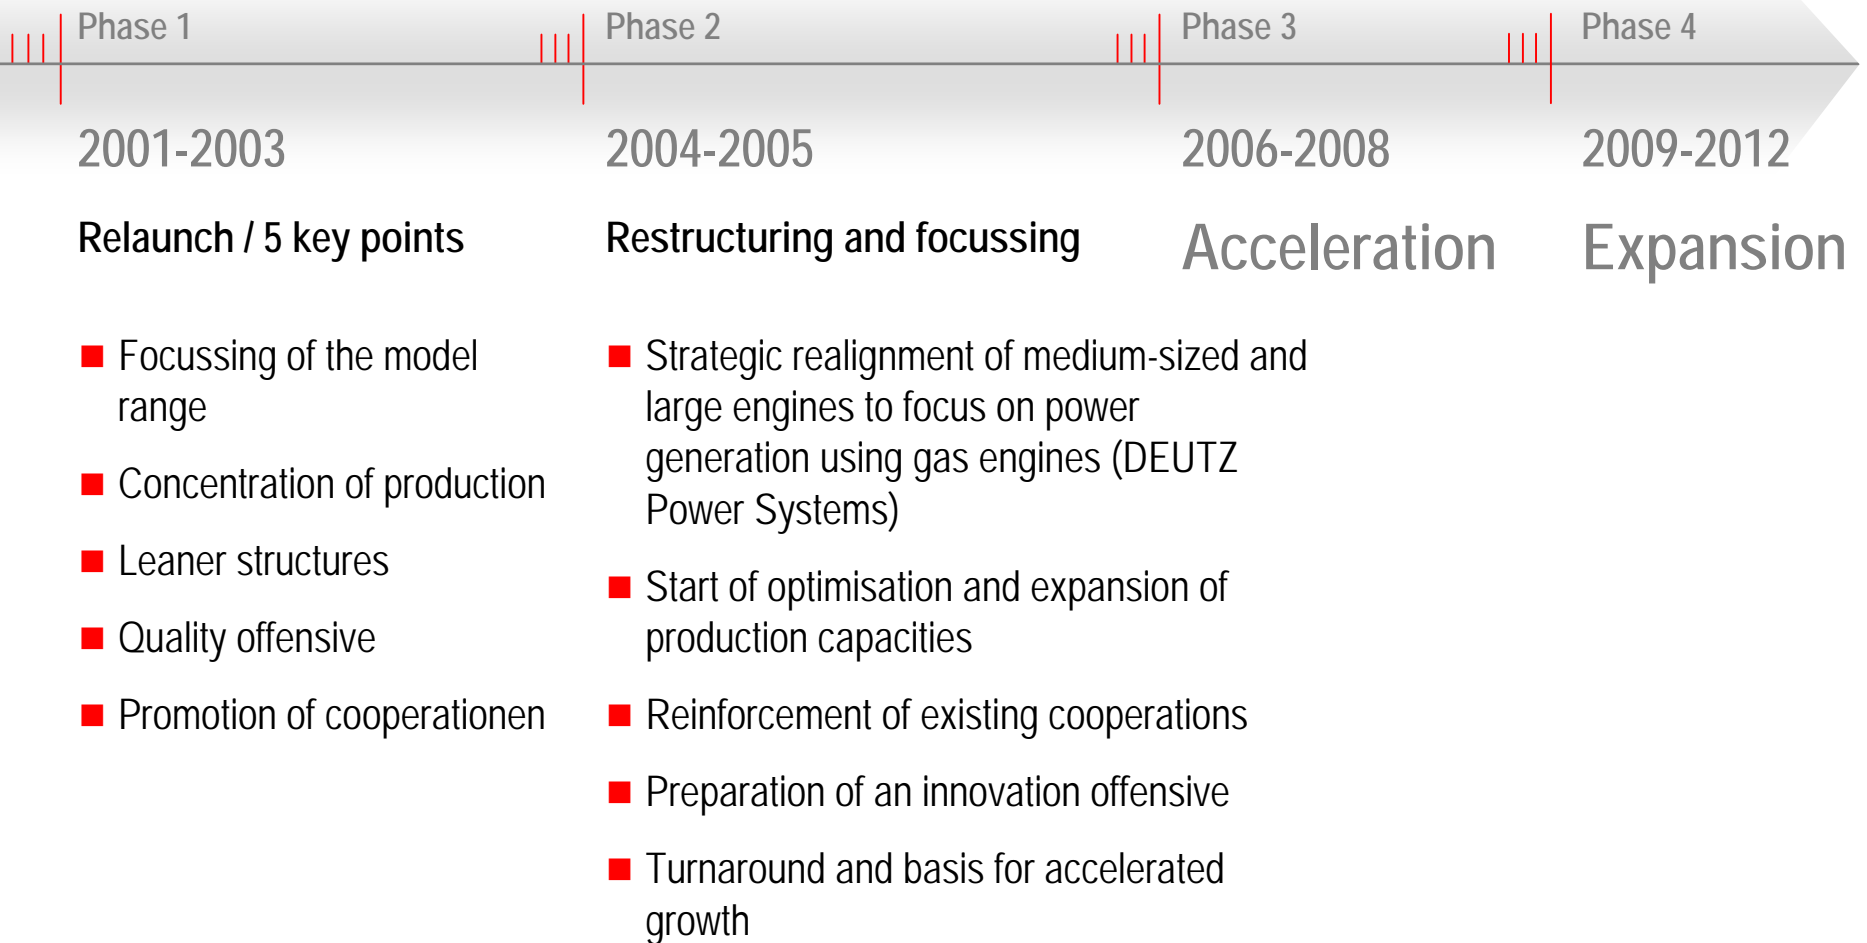 Phase 1
Phase 2
Phase 3
Phase 4
2001-2003
2004-2005
2006-2008
2009-2012
Relaunch / 5 key points
Restructuring and focussing
Acceleration
Expansion
Focussing of the model
range
Concentration of production
Leaner structures
Quality offensive
Promotion of cooperationen
Strategic realignment of medium-sized and
large engines to focus on power
generation using gas engines (DEUTZ
Power Systems)
Start of optimisation and expansion of
production capacities
Reinforcement of existing cooperations
Preparation of an innovation offensive
Turnaround and basis for accelerated
growth